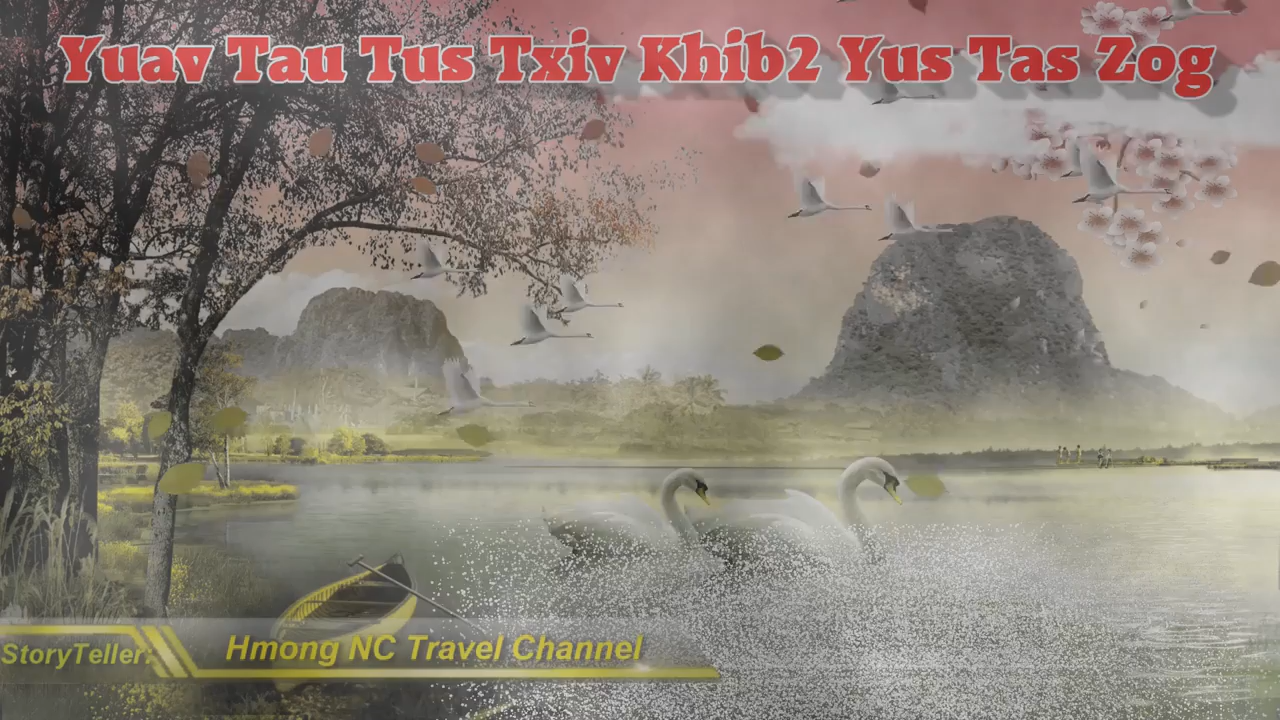 Yuav Tau Tus Txiv Khib2 Yus Tas Zog
StoryTeller: Hmong NC Travel Channel